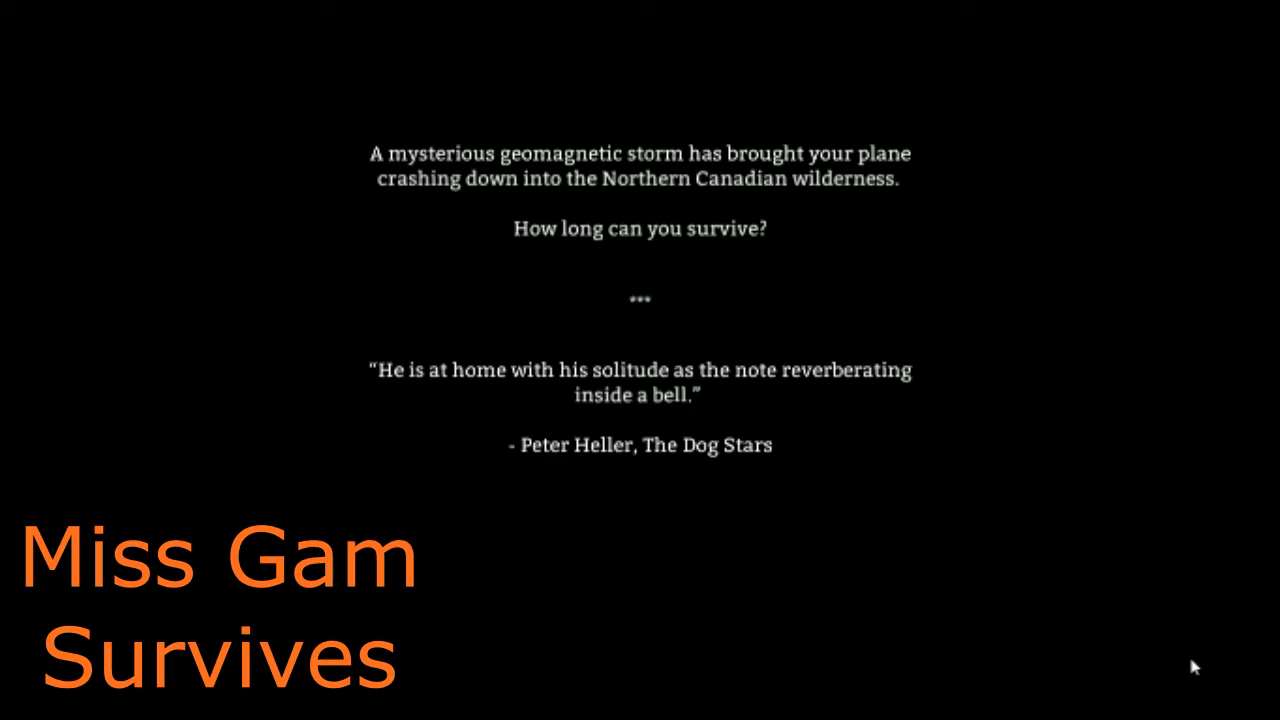 A mysterious geomagnetic storm has brought your plane
crashing down into the Northern Canadian wilderness.
How long can you survive?
***
“He is at home with his solitude as the note reverberating
inside a bell.”
- Peter Heller, The Dog Stars
Miss Gam
Survives